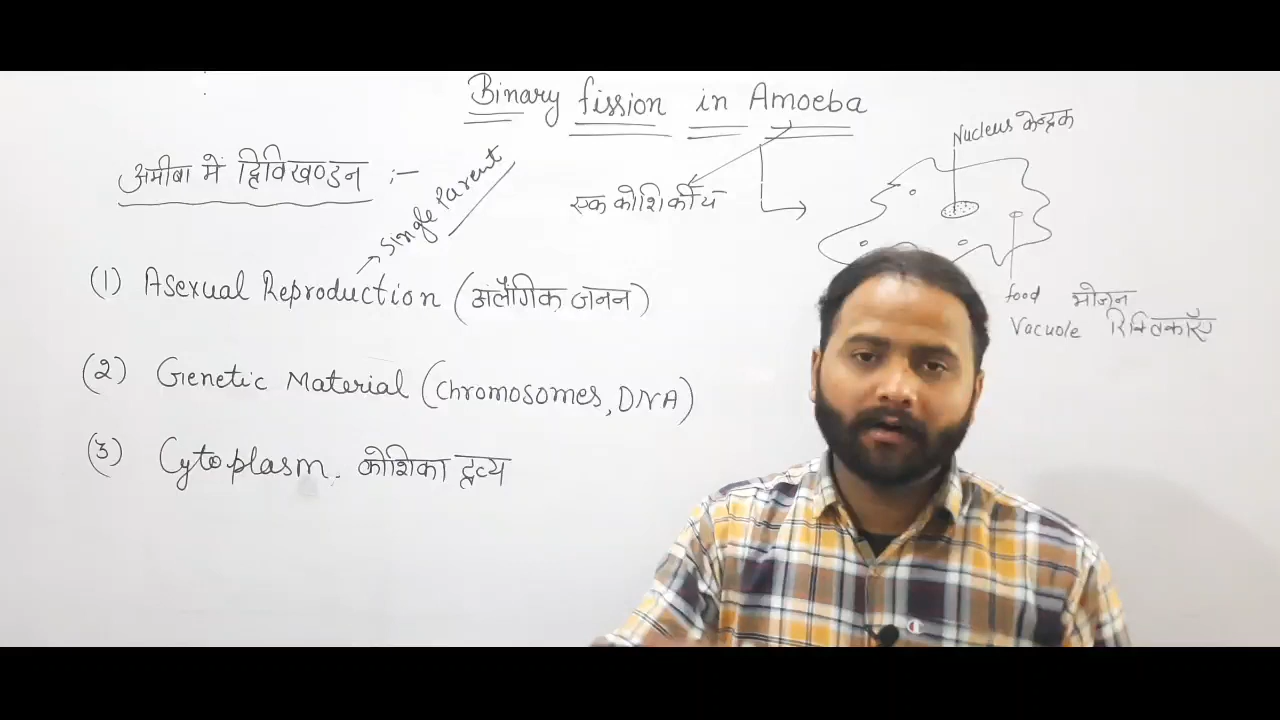 Binary fission in Amoeba
अमीबा में द्विविखण्डन :-
Single Parent
एक कोशिकीय
Nucleus केन्द्रक
food भोजन
Vacuole रिक्तिकाएँ
(1) Asexual Reproduction (अलैंगिक जनन)
(2) Genetic Material (Chromosomes, DNA)
(3) Cytoplasm. कोशिका द्रव्य